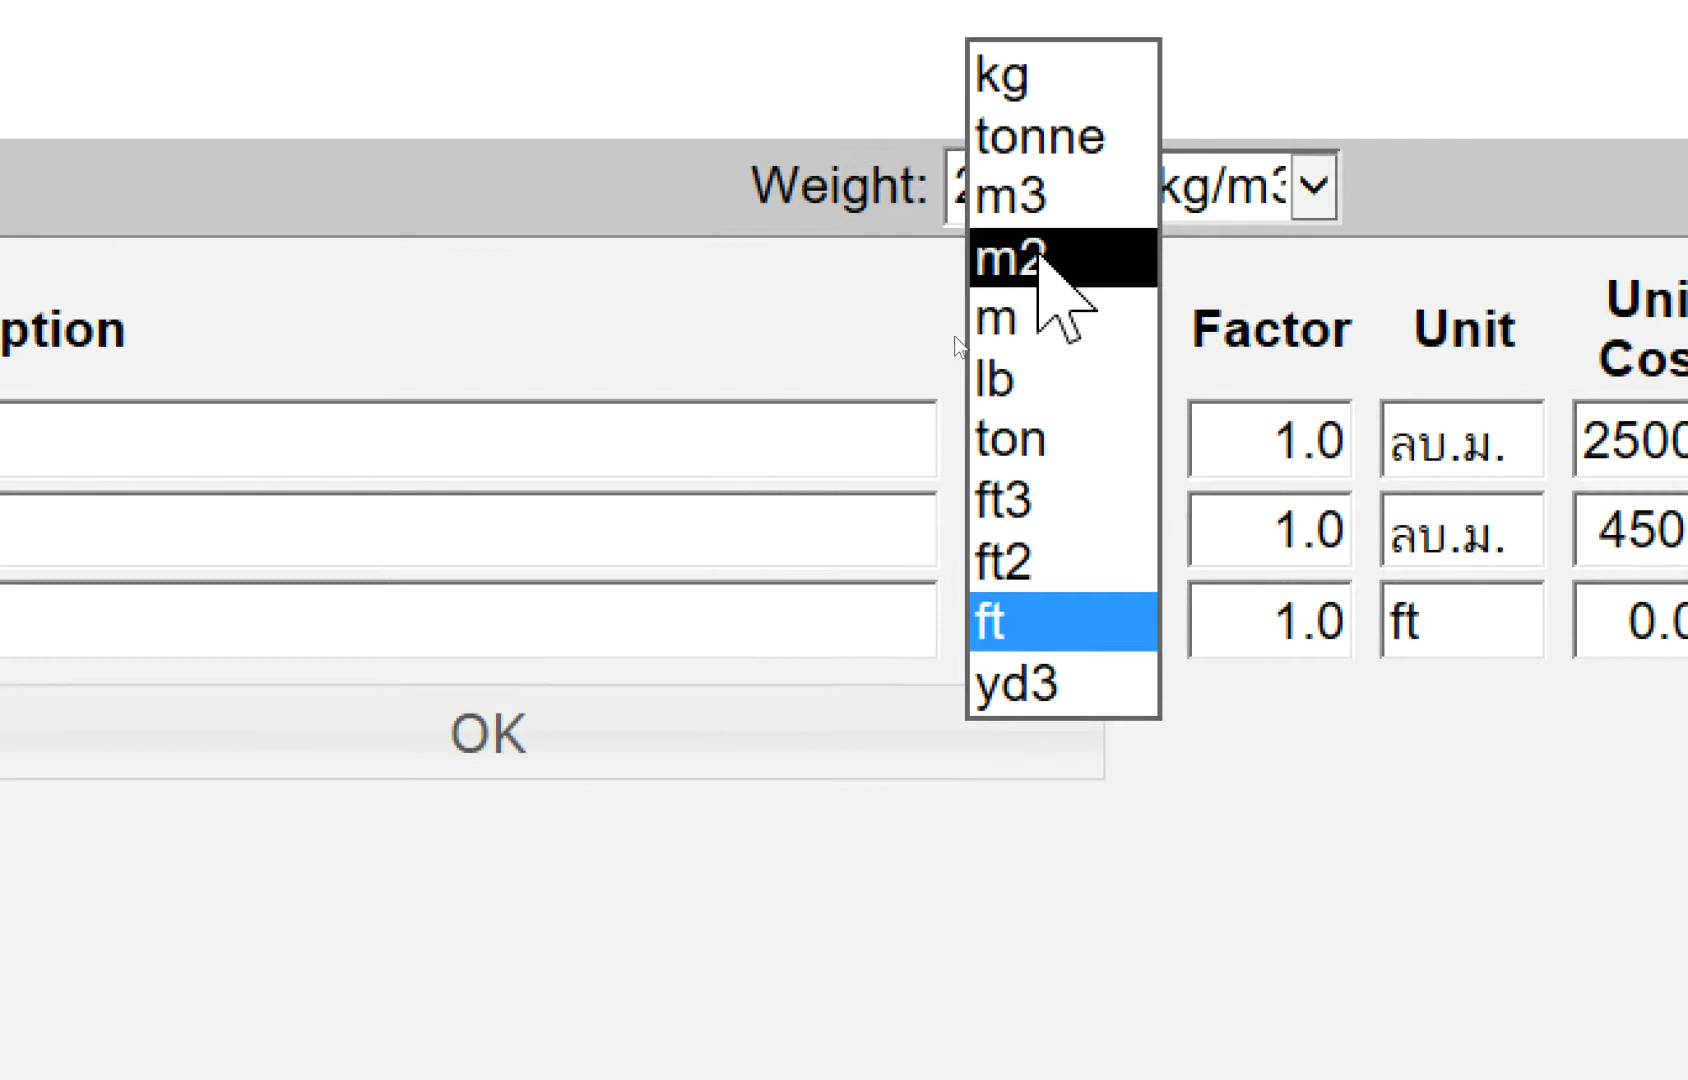 kg
tonne
m3
m2
m
lb
ton
ft3
ft2
ft
yd3
Weight:
kg/m3
ption
Factor
Unit
Uni
Cos
1.0
ลบ.ม.
2500
1.0
ลบ.ม.
450
1.0
ft
0.0
OK